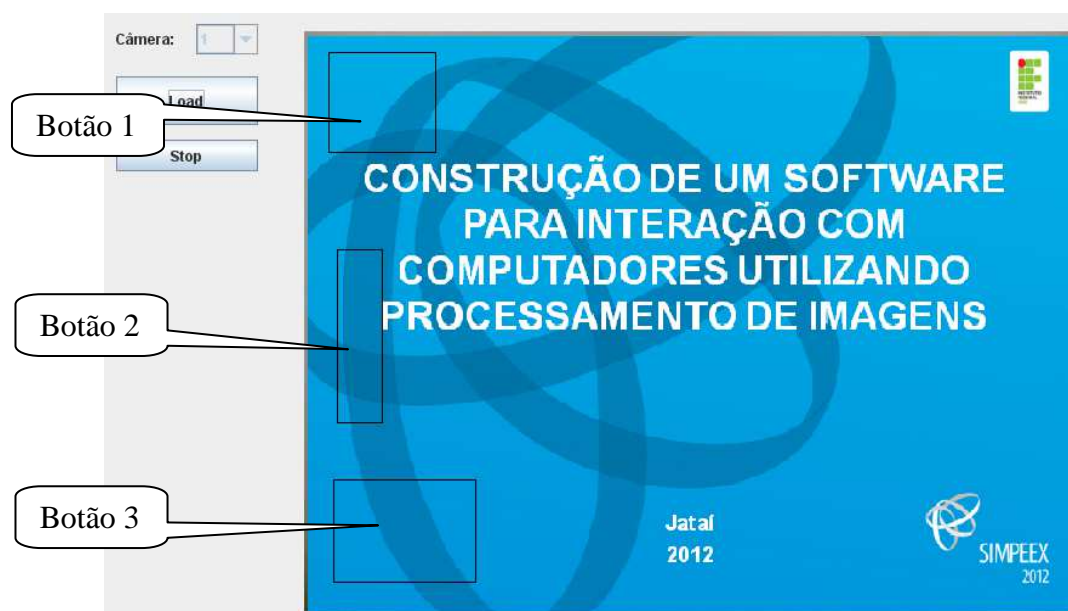 Câmera: 1
Load
Stop
Botão 1
CONSTRUÇÃO DE UM SOFTWARE
PARA INTERAÇÃO COM
COMPUTADORES UTILIZANDO
PROCESSAMENTO DE IMAGENS
Botão 2
Botão 3
Jataí
2012
SIMPEEX
2012